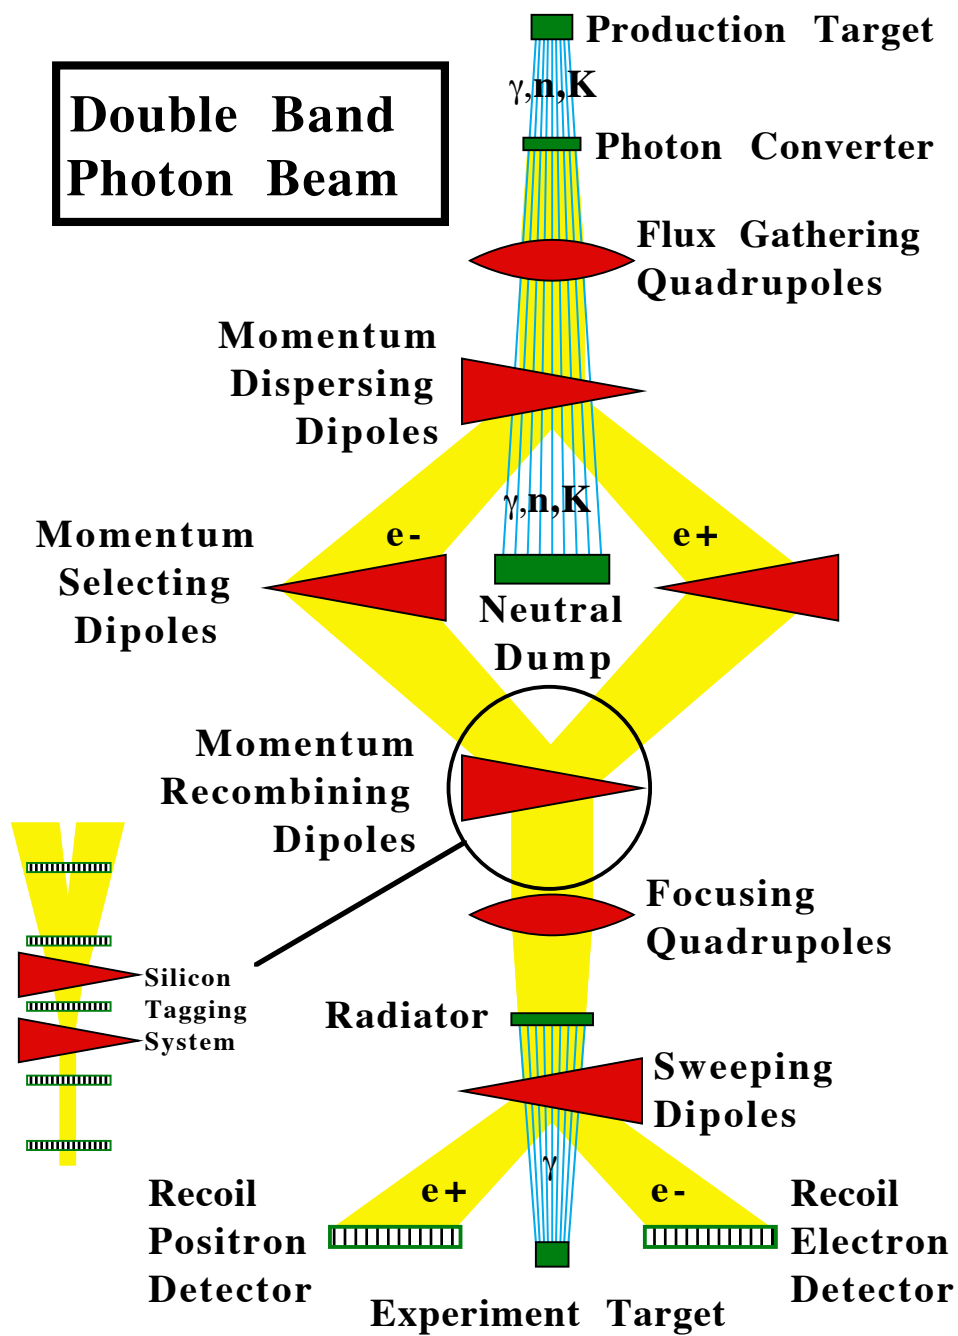 Production Target
γ,n,K
Double Band
Photon Beam
Photon Converter
Flux Gathering
Quadrupoles
Momentum
Dispersing
Dipoles
γ,n,K
e-
e+
Momentum
Selecting
Dipoles
Neutral
Dump
Momentum
Recombining
Dipoles
Focusing
Quadrupoles
Silicon
Tagging
System
Radiator
Sweeping
Dipoles
γ
e+
e-
Recoil
Positron
Detector
Recoil
Electron
Detector
Experiment Target